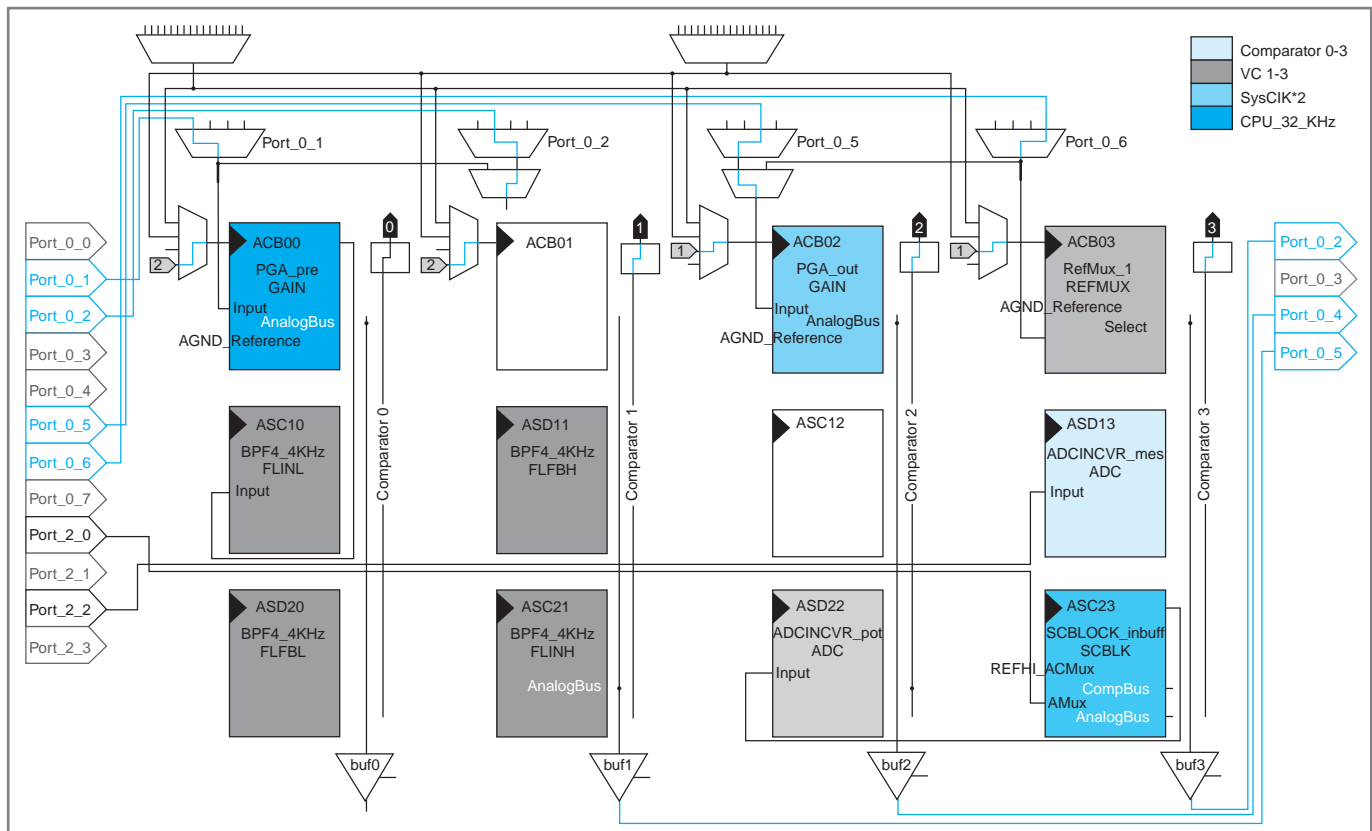 Comparator 0-3
VC 1-3
SysClK*2
CPU_32_KHz
Port_0_1
Port_0_2
Port_0_5
Port_0_6
Port_0_0
Port_0_1
Port_0_2
Port_0_3
Port_0_4
Port_0_5
Port_0_6
Port_0_7
Port_2_0
Port_2_1
Port_2_2
Port_2_3
2
ACB00
PGA_pre
GAIN
Input
AnalogBus
AGND_Reference
0
2
ACB01
1
1
ACB02
PGA_out
GAIN
Input
AnalogBus
AGND_Reference
2
1
ACB03
RefMux_1
REFMUX
AGND_Reference
Select
3
Port_0_2
Port_0_3
Port_0_4
Port_0_5
ASC10
BPF4_4KHz
FLINL
Input
Comparator 0
ASD11
BPF4_4KHz
FLFBH
Comparator 1
ASC12
Comparator 2
ASD13
ADCINCVR_mes
ADC
Input
Comparator 3
ASD20
BPF4_4KHz
FLFBL
ASC21
BPF4_4KHz
FLINH
AnalogBus
ASD22
ADCINCVR_pot
ADC
Input
ASC23
SCBLOCK_inbuff
SCBLK
REFHI_ACMux
CompBus
AMux
AnalogBus
buf0
buf1
buf2
buf3